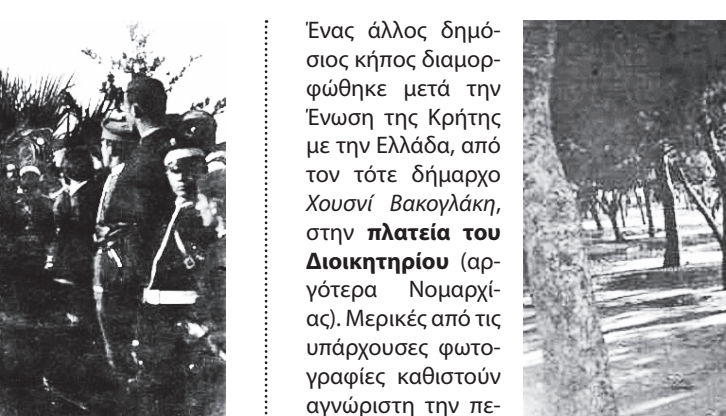 Ένας άλλος δημό-
σιος κήπος διαμορ-
φώθηκε μετά την
Ένωση της Κρήτης
με την Ελλάδα, από
τον τότε δήμαρχο
Χουσνί Βακογλάκη,
στην πλατεία του
Διοικητηρίου (αρ-
γότερα Νομαρχί-
ας). Μερικές από τις
υπάρχουσες φωτο-
γραφίες καθιστούν
αγνώριστη την πε-